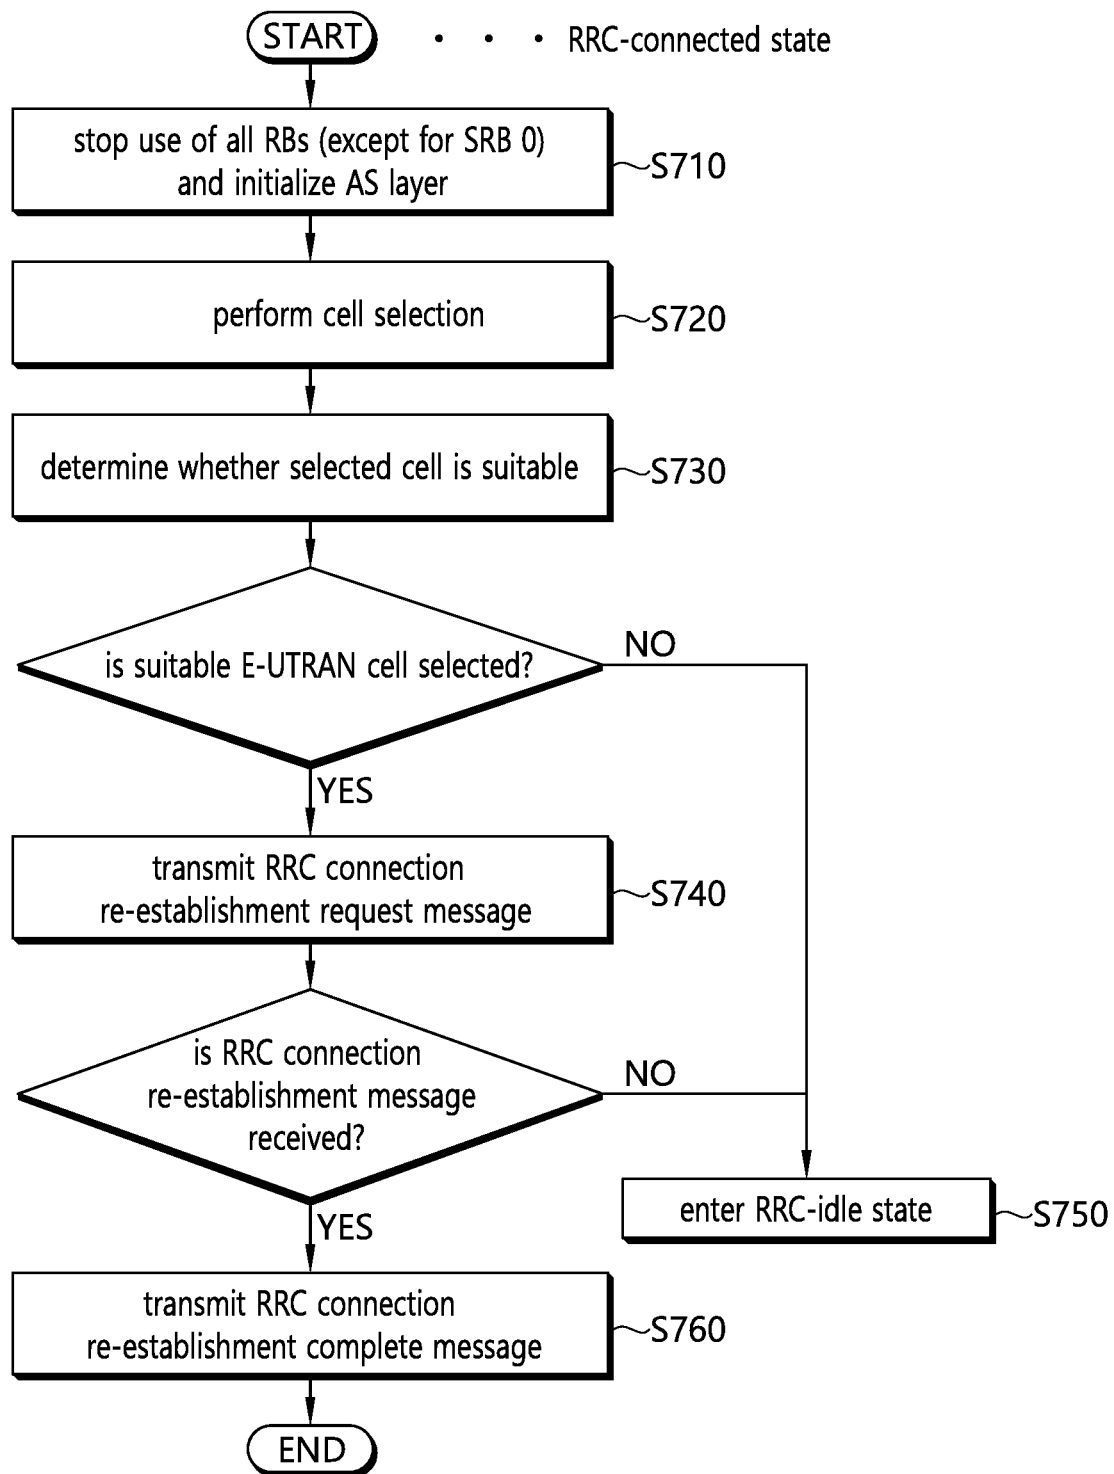 START · · · RRC-connected state
stop use of all RBs (except for SRB 0)
and initialize AS layer
S710
perform cell selection
S720
determine whether selected cell is suitable
S730
is suitable E-UTRAN cell selected?
NO
YES
transmit RRC connection
re-establishment request message
S740
is RRC connection
re-establishment message
received?
NO
YES
enter RRC-idle state
S750
transmit RRC connection
re-establishment complete message
S760
END